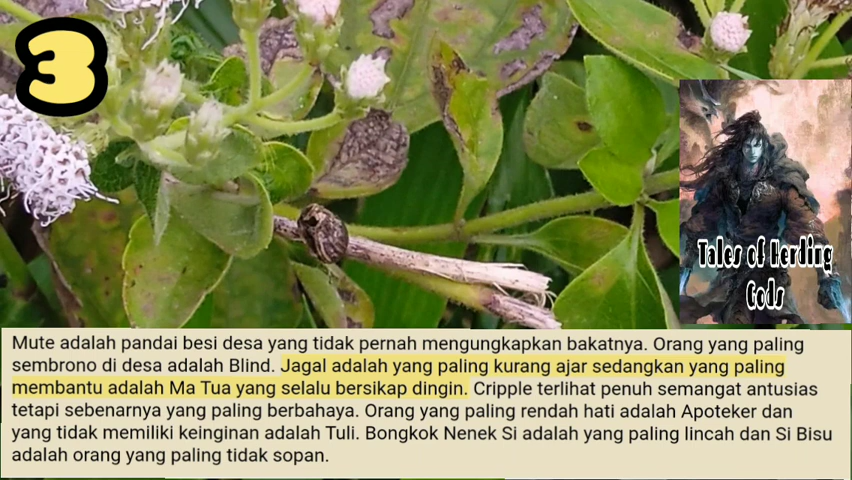 3
Tales of Herding
Gods
Mute adalah pandai besi desa yang tidak pernah mengungkapkan bakatnya. Orang yang paling
sembrono di desa adalah Blind. Jagal adalah yang paling kurang ajar sedangkan yang paling
membantu adalah Ma Tua yang selalu bersikap dingin. Cripple terlihat penuh semangat antusias
tetapi sebenarnya yang paling berbahaya. Orang yang paling rendah hati adalah Apoteker dan
yang tidak memiliki keinginan adalah Tuli. Bongkok Nenek Si adalah yang paling lincah dan Si Bisu
adalah orang yang paling tidak sopan.